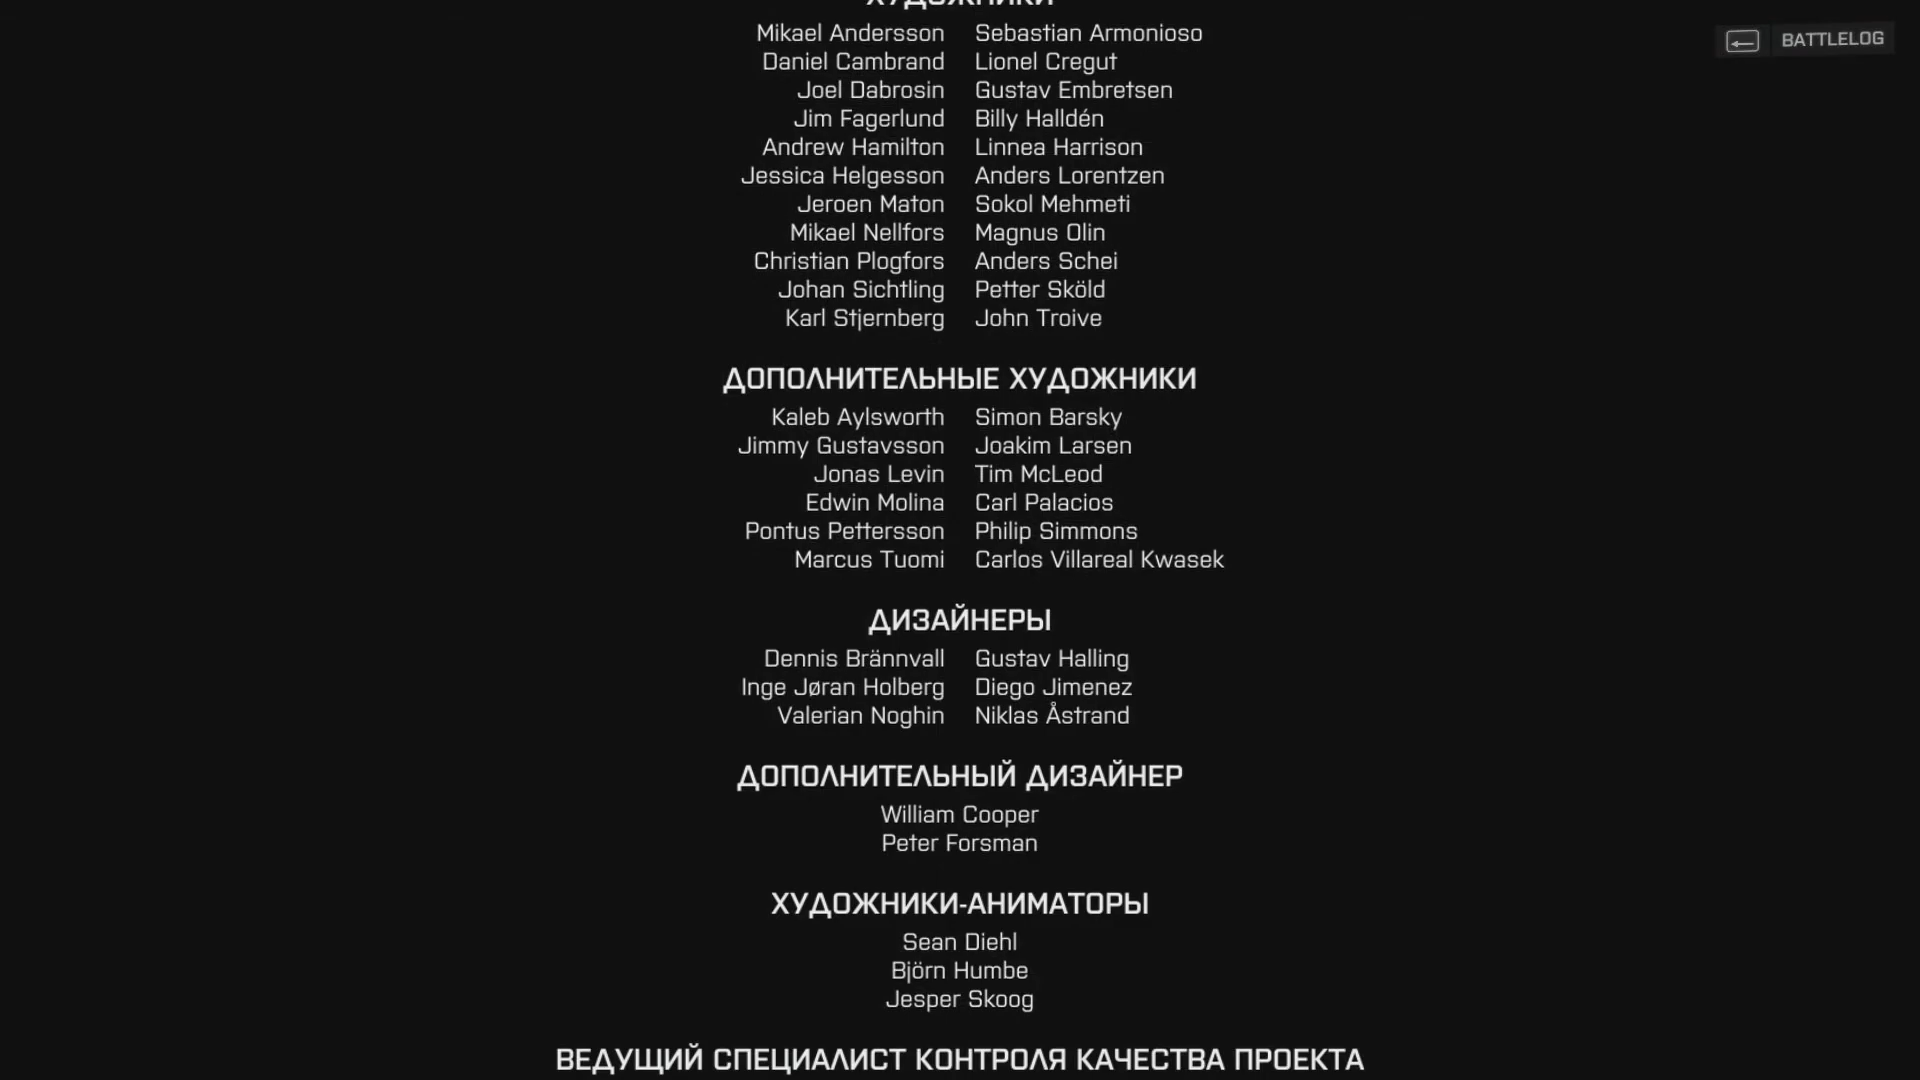 ХУДОЖНИКИ
BATTLELOG
Mikael Andersson Sebastian Armonioso
Daniel Cambrand Lionel Cregut
Joel Dabrosin Gustav Embretsen
Jim Fagerlund Billy Halldén
Andrew Hamilton Linnea Harrison
Jessica Helgesson Anders Lorentzen
Jeroen Maton Sokol Mehmeti
Mikael Nellfors Magnus Olin
Christian Plogfors Anders Schei
Johan Sichtling Petter Sköld
Karl Stjernberg John Troive
ДОПОЛНИТЕЛЬНЫЕ ХУДОЖНИКИ
Kaleb Aylsworth Simon Barsky
Jimmy Gustavsson Joakim Larsen
Jonas Levin Tim McLeod
Edwin Molina Carl Palacios
Pontus Pettersson Philip Simmons
Marcus Tuomi Carlos Villareal Kwasek
ДИЗАЙНЕРЫ
Dennis Brännvall Gustav Halling
Inge Jøran Holberg Diego Jimenez
Valerian Noghin Niklas Åstrand
ДОПОЛНИТЕЛЬНЫЙ ДИЗАЙНЕР
William Cooper
Peter Forsman
ХУДОЖНИКИ-АНИМАТОРЫ
Sean Diehl
Björn Humbe
Jesper Skoog
ВЕДУЩИЙ СПЕЦИАЛИСТ КОНТРОЛЯ КАЧЕСТВА ПРОЕКТА